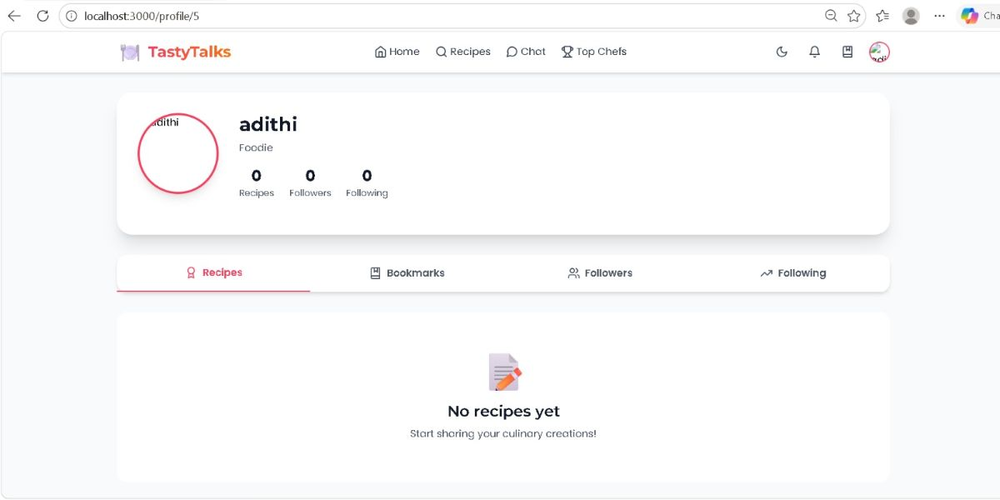 localhost:3000/profile/5
Cha
TastyTalks
Home Recipes Chat Top Chefs
adithi
adithi
Foodie
0 0 0
Recipes Followers Following
Recipes Bookmarks Followers Following
No recipes yet
Start sharing your culinary creations!